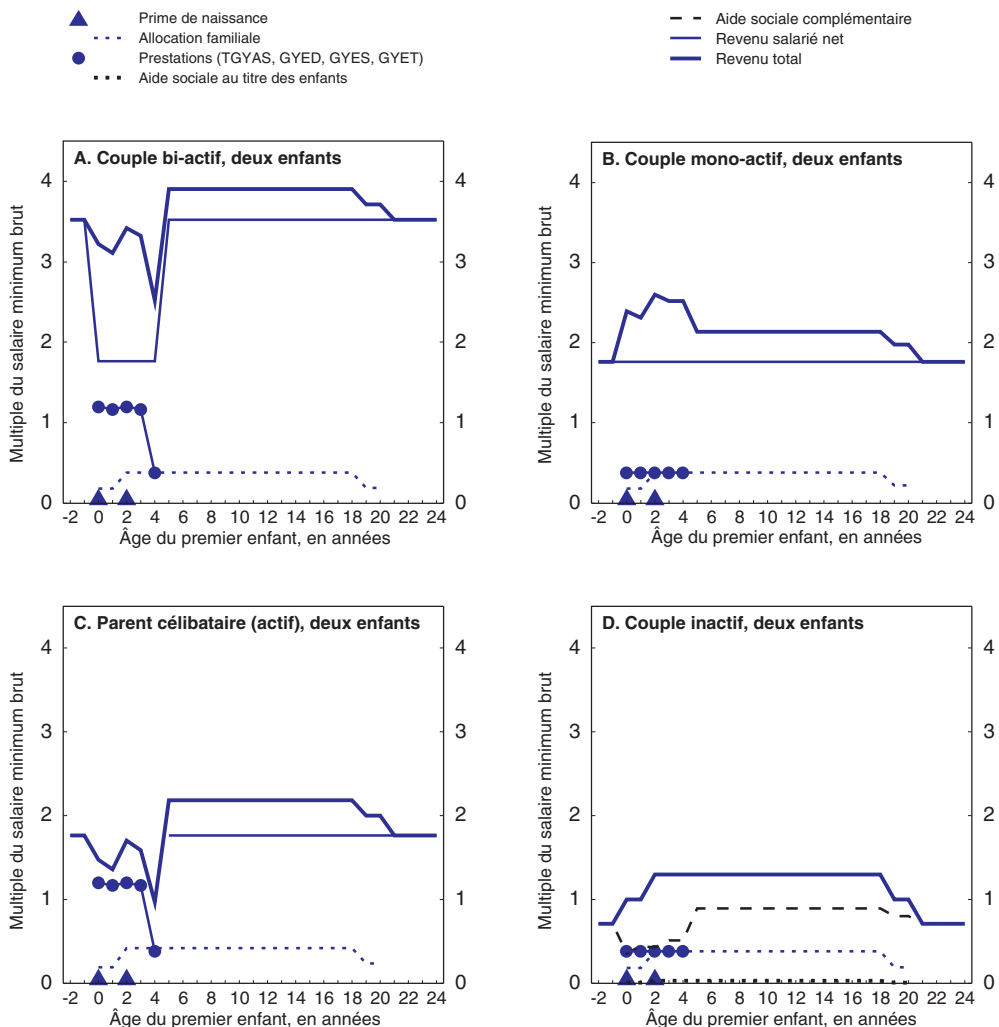 Prime de naissance
Allocation familiale
Prestations (TGYAS, GYED, GYES, GYET)
Aide sociale au titre des enfants
Aide sociale complémentaire
Revenu salarié net
Revenu total
A. Couple bi-actif, deux enfants
Multiple du salaire minimum brut
4 4
3 3
2 2
1 1
0 0
-2 0 2 4 6 8 10 12 14 16 18 20 22 24
Âge du premier enfant, en années
B. Couple mono-actif, deux enfants
Multiple du salaire minimum brut
4 4
3 3
2 2
1 1
0 0
-2 0 2 4 6 8 10 12 14 16 18 20 22 24
Âge du premier enfant, en années
C. Parent célibataire (actif), deux enfants
Multiple du salaire minimum brut
4 4
3 3
2 2
1 1
0 0
-2 0 2 4 6 8 10 12 14 16 18 20 22 24
Âge du premier enfant, en années
D. Couple inactif, deux enfants
Multiple du salaire minimum brut
4 4
3 3
2 2
1 1
0 0
-2 0 2 4 6 8 10 12 14 16 18 20 22 24
Âge du premier enfant, en années